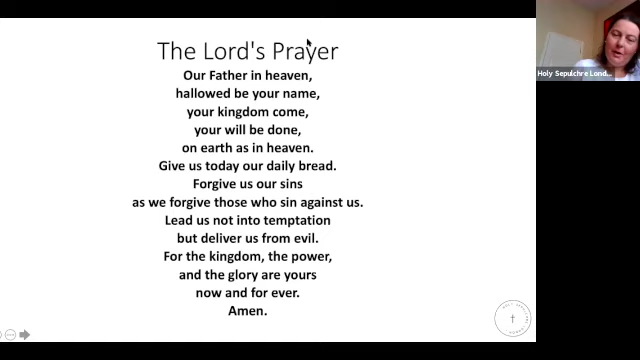 The Lord's Prayer
Our Father in heaven,
hallowed be your name,
your kingdom come,
your will be done,
on earth as in heaven.
Give us today our daily bread.
Forgive us our sins
as we forgive those who sin against us.
Lead us not into temptation
but deliver us from evil.
For the kingdom, the power,
and the glory are yours
now and for ever.
Amen.
Holy Sepulchre Lond...